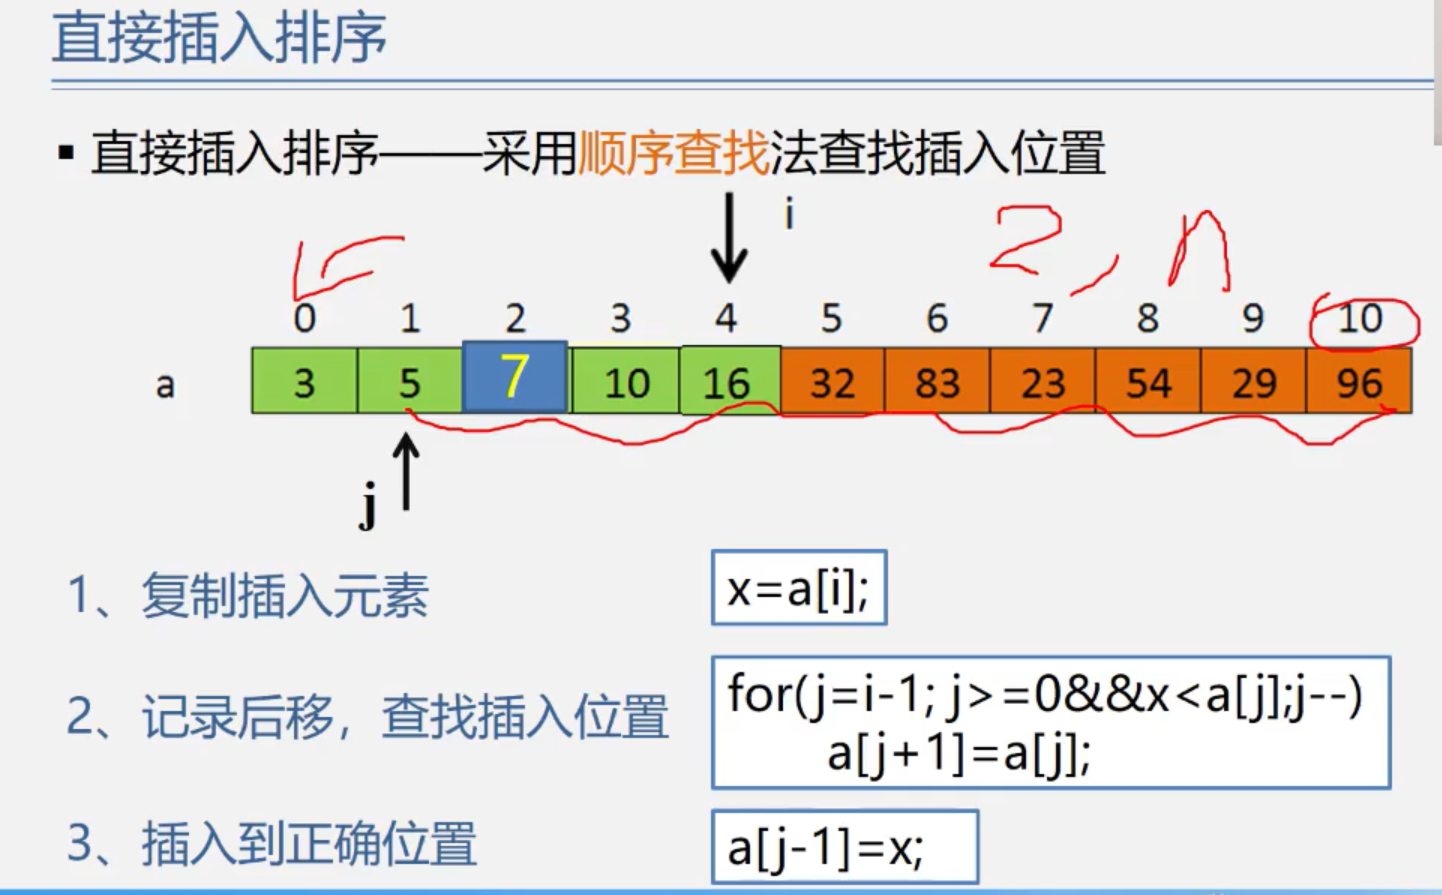 直接插入排序
▪ 直接插入排序——采用顺序查找法查找插入位置
i
2, n
0 1 2 3 4 5 6 7 8 9 10
a 3 5 7 10 16 32 83 23 54 29 96
j
1、复制插入元素 x=a[i];
2、记录后移，查找插入位置 for(j=i-1; j>=0&&x<a[j];j--)
a[j+1]=a[j];
3、插入到正确位置 a[j-1]=x;